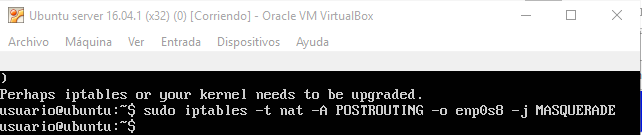 Ubuntu server 16.04.1 (x32) (0) [Corriendo] - Oracle VM VirtualBox
Archivo Máquina Ver Entrada Dispositivos Ayuda
)
Perhaps iptables or your kernel needs to be upgraded.
usuario@ubuntu:~$ sudo iptables -t nat -A POSTROUTING -o enp0s8 -j MASQUERADE
usuario@ubuntu:~$